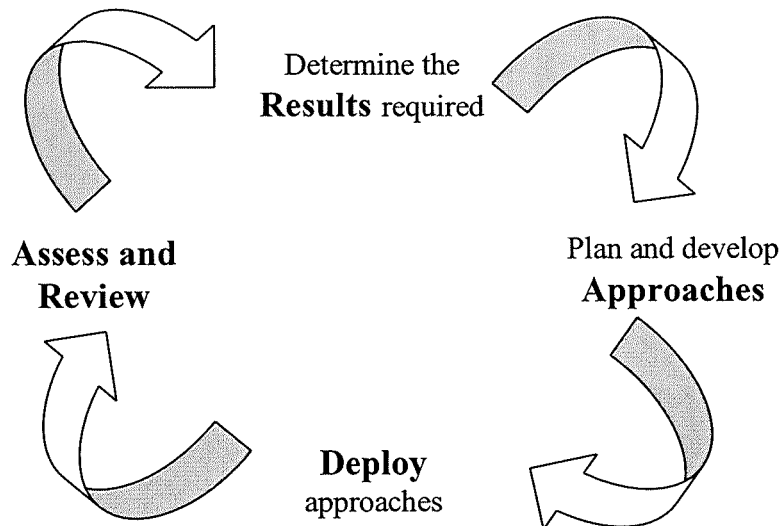 Determine the
Results required
Plan and develop
Approaches
Deploy
approaches
Assess and
Review